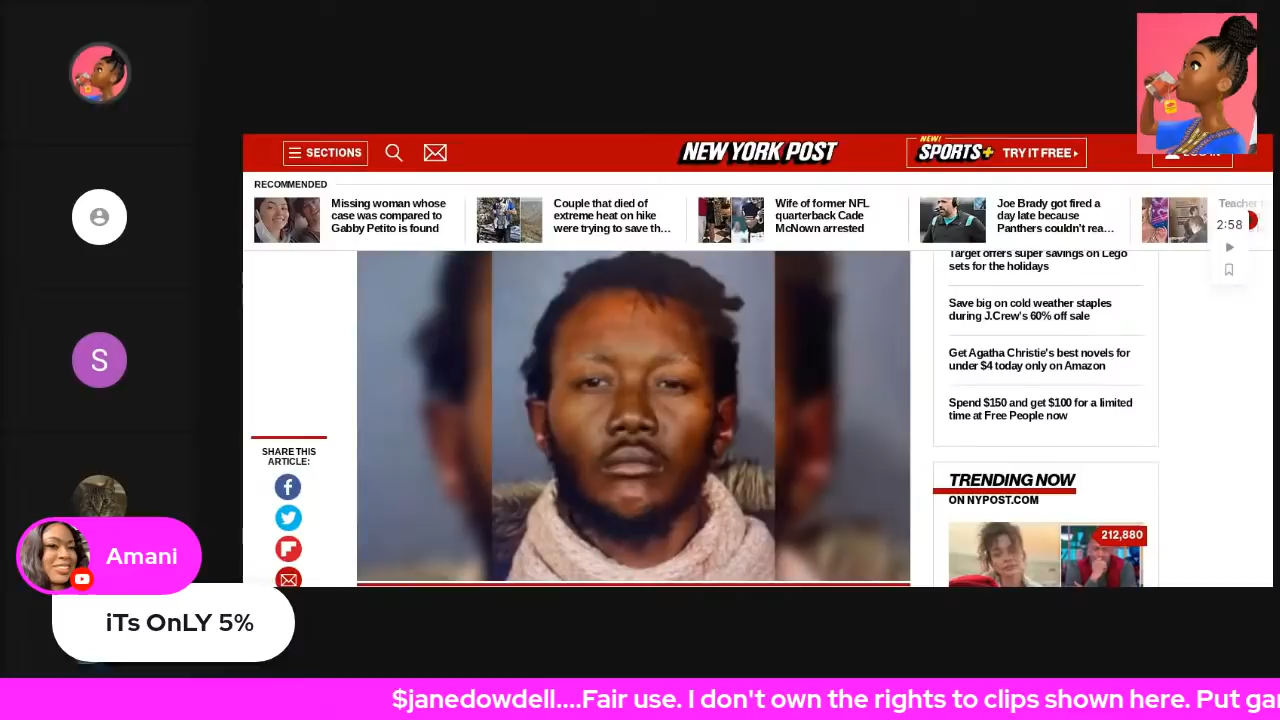 SECTIONS
NEW YORK POST
NEW!
SPORTS+ TRY IT FREE
RECOMMENDED
Missing woman whose
case was compared to
Gabby Petito is found
Couple that died of
extreme heat on hike
were trying to save th...
Wife of former NFL
quarterback Cade
McNown arrested
Joe Brady got fired a
day late because
Panthers couldn't rea...
Teacher
2:58
Target offers super savings on Lego
sets for the holidays
Save big on cold weather staples
during J.Crew's 60% off sale
Get Agatha Christie's best novels for
under $4 today only on Amazon
Spend $150 and get $100 for a limited
time at Free People now
S
SHARE THIS
ARTICLE:
TRENDING NOW
ON NYPOST.COM
212,880
Amani
iTs OnLY 5%
$janedowdell....Fair use. I don't own the rights to clips shown here. Put